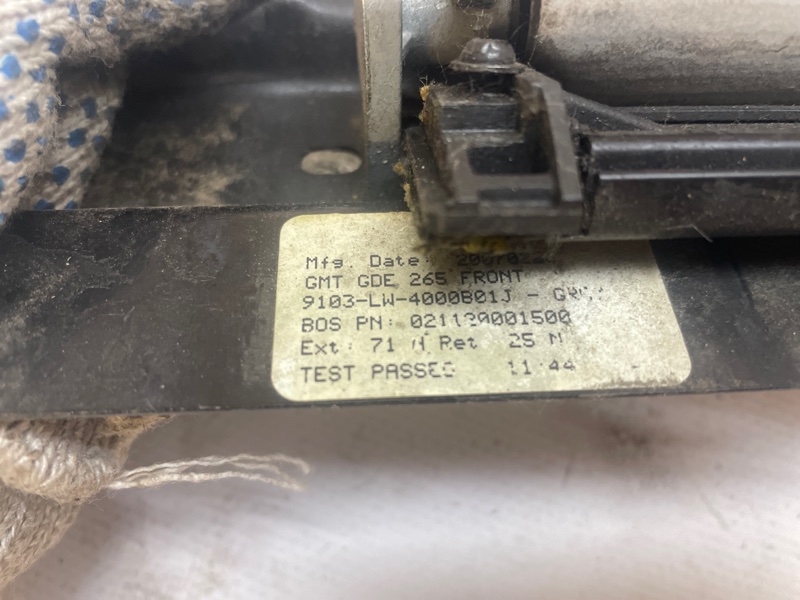 Mfg. Date:
GMT GDE 265 FRONT
9103-LW-4000B01J -
BOS PN: 021129001500
Ext: 71 N Ret 25 N
TEST PASSED 11:44